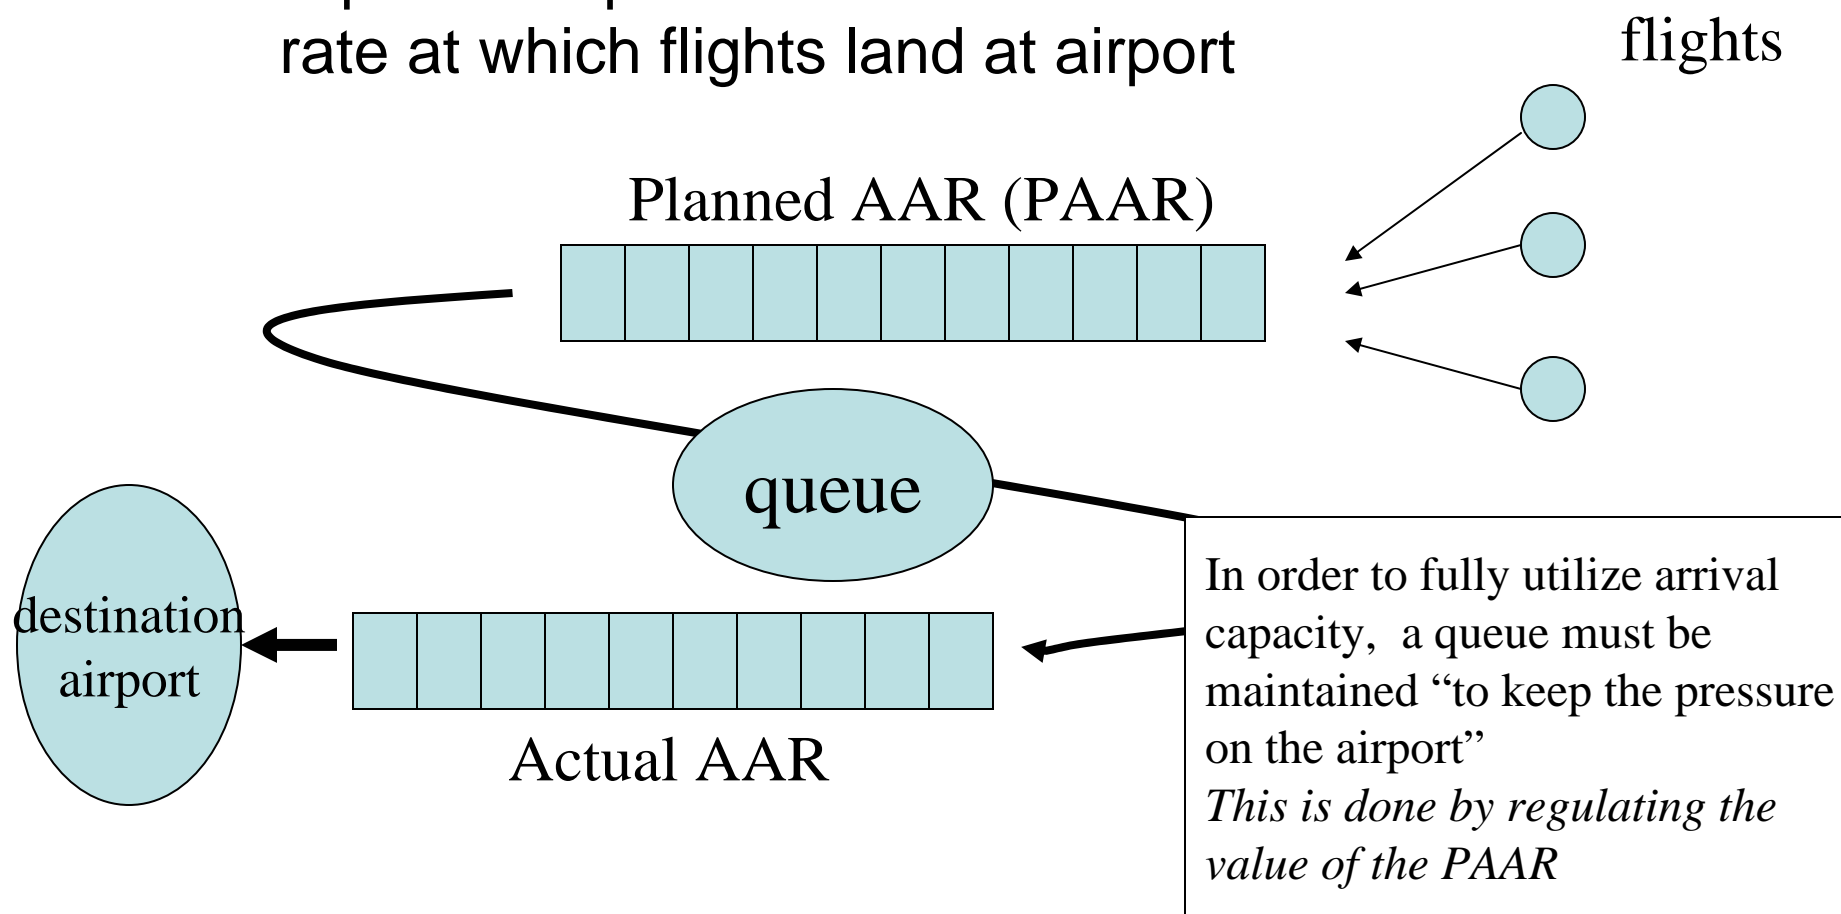 rate at which flights land at airport
flights
Planned AAR (PAAR)
queue
destination
airport
Actual AAR
In order to fully utilize arrival
capacity,  a queue must be
maintained “to keep the pressure
on the airport”
This is done by regulating the
value of the PAAR